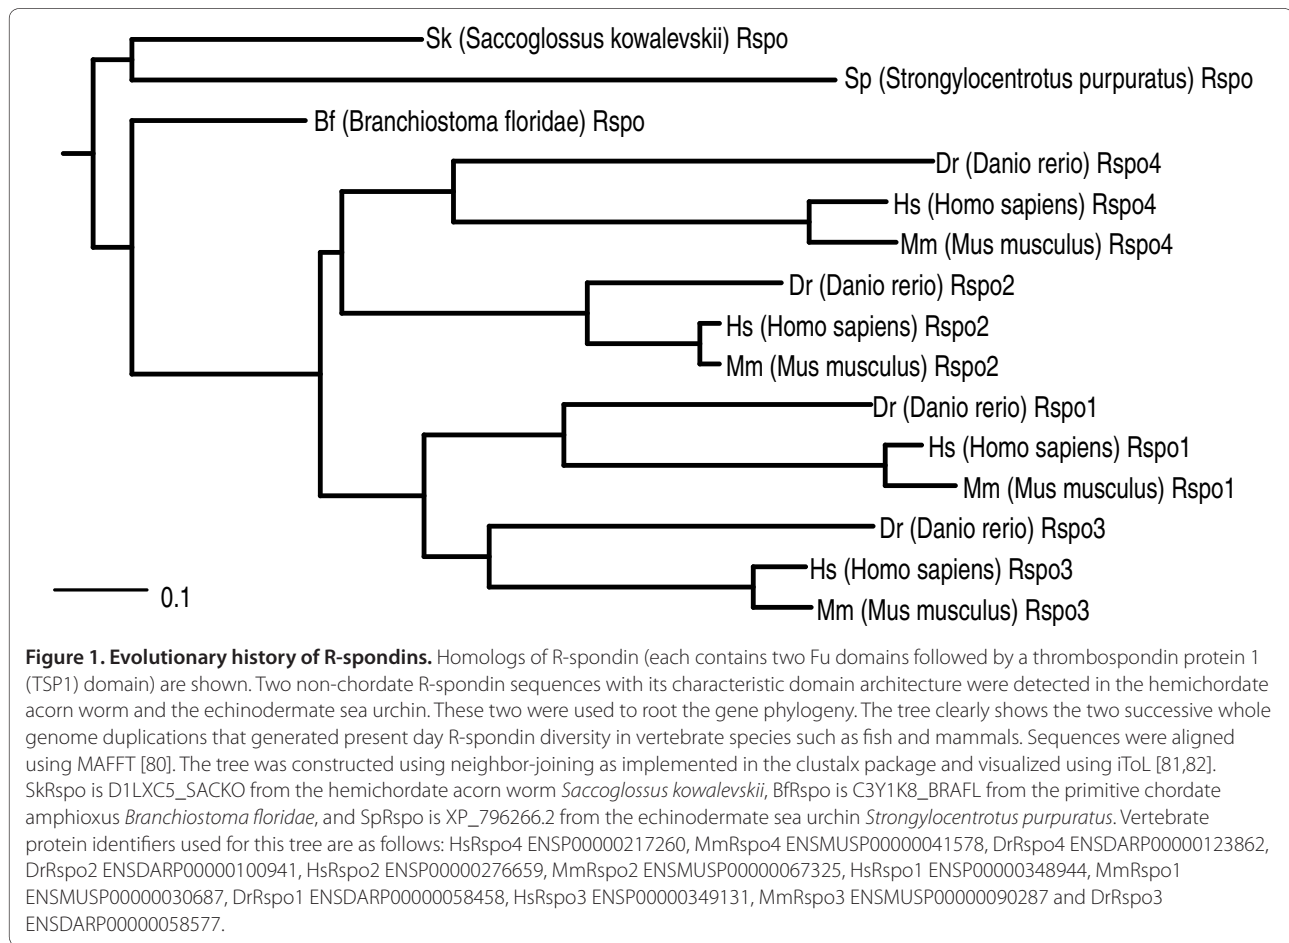 Sk (Saccoglossus kowalevskii) Rspo
Sp (Strongylocentrotus purpuratus) Rspo
Bf (Branchiostoma floridae) Rspo
Dr (Danio rerio) Rspo4
Hs (Homo sapiens) Rspo4
Mm (Mus musculus) Rspo4
Dr (Danio rerio) Rspo2
Hs (Homo sapiens) Rspo2
Mm (Mus musculus) Rspo2
Dr (Danio rerio) Rspo1
Hs (Homo sapiens) Rspo1
Mm (Mus musculus) Rspo1
Dr (Danio rerio) Rspo3
Hs (Homo sapiens) Rspo3
Mm (Mus musculus) Rspo3
0.1
Figure 1. Evolutionary history of R-spondins. Homologs of R-spondin (each contains two Fu domains followed by a thrombospondin protein 1
(TSP1) domain) are shown. Two non-chordate R-spondin sequences with its characteristic domain architecture were detected in the hemichordate
acorn worm and the echinodermate sea urchin. These two were used to root the gene phylogeny. The tree clearly shows the two successive whole
genome duplications that generated present day R-spondin diversity in vertebrate species such as fish and mammals. Sequences were aligned
using MAFFT [80]. The tree was constructed using neighbor-joining as implemented in the clustalx package and visualized using iToL [81,82].
SkRspo is D1LXC5_SACKO from the hemichordate acorn worm Saccoglossus kowalevskii, BfRspo is C3Y1K8_BRAFL from the primitive chordate
amphioxus Branchiostoma floridae, and SpRspo is XP_796266.2 from the echinodermate sea urchin Strongylocentrotus purpuratus. Vertebrate
protein identifiers used for this tree are as follows: HsRspo4 ENSP00000217260, MmRspo4 ENSMUSP00000041578, DrRspo4 ENSDARP00000123862,
DrRspo2 ENSDARP00000100941, HsRspo2 ENSP00000276659, MmRspo2 ENSMUSP00000067325, HsRspo1 ENSP00000348944, MmRspo1
ENSMUSP00000030687, DrRspo1 ENSDARP00000058458, HsRspo3 ENSP00000349131, MmRspo3 ENSMUSP00000090287 and DrRspo3
ENSDARP00000058577.